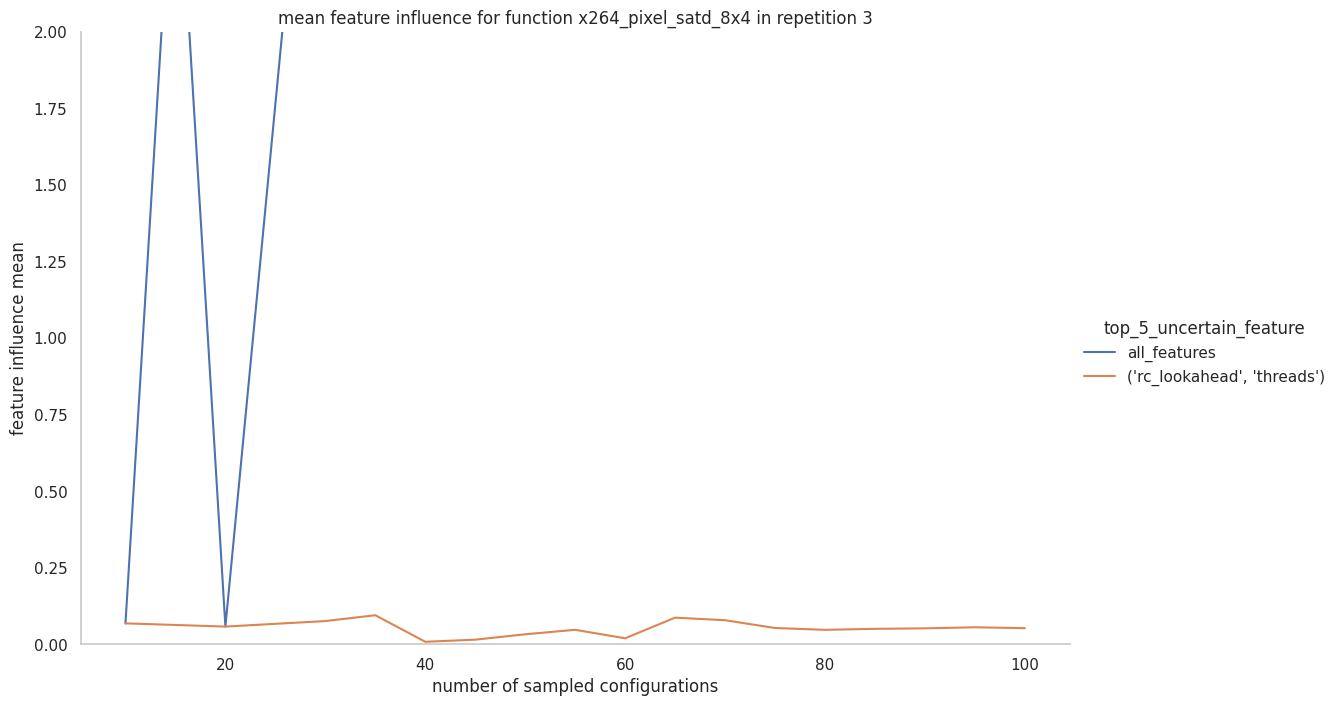 mean feature influence for function x264_pixel_satd_8x4 in repetition 3
2.00
1.75
1.50
1.25
1.00
0.75
0.50
0.25
0.00
feature influence mean
20
40
60
80
100
number of sampled configurations
top_5_uncertain_feature
all_features
('rc_lookahead', 'threads')